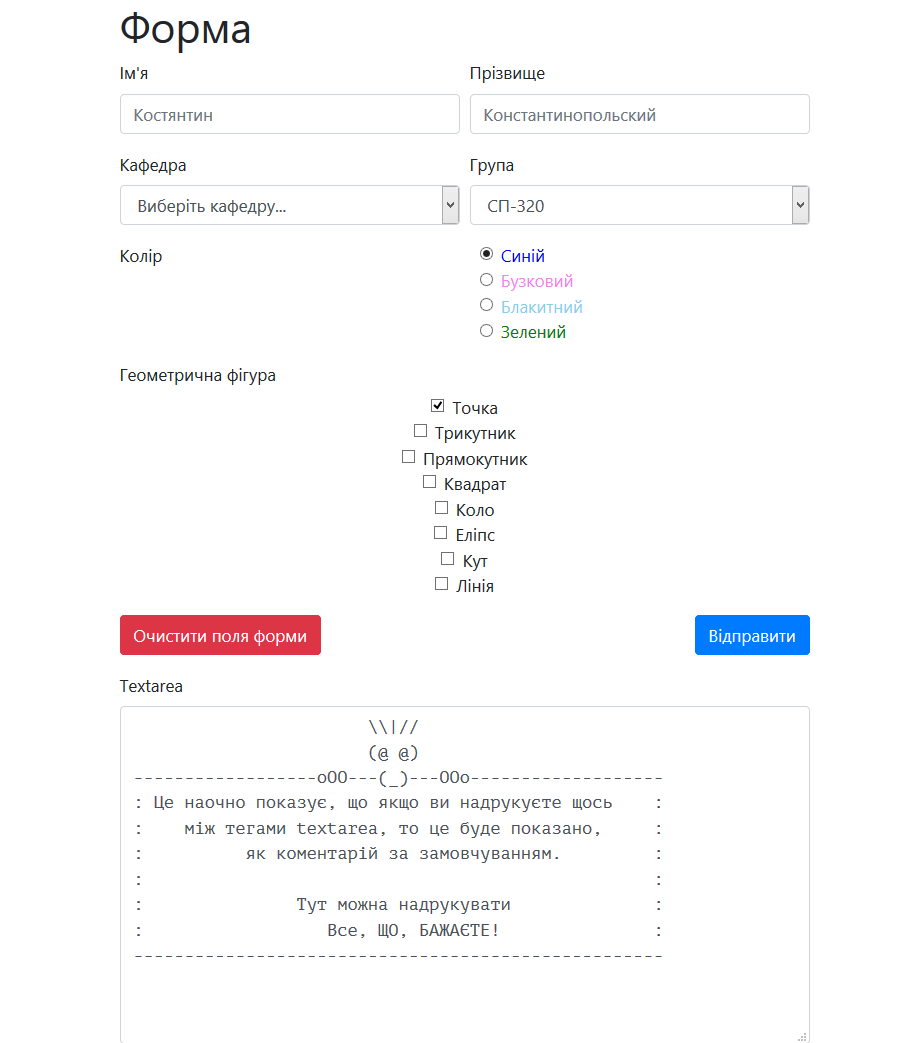 Форма
Ім'я Прізвище
Костянтин Константинопольский
Кафедра Група
Виберіть кафедру... СП-320
Колір Синій
Бузковий
Блакитний
Зелений
Геометрична фігура
Точка
Трикутник
Прямокутник
Квадрат
Коло
Еліпс
Кут
Лінія
Очистити поля форми Відправити
Textarea
\\|//
(@ @)
------------------oOO---(_)---OOo-------------------
: Це наочно показує, що якщо ви надрукуєте щось :
: між тегами textarea, то це буде показано, :
: як коментарій за замовчуванням. :
: :
: Тут можна надрукувати :
: Все, ЩО, БАЖАЄТЕ! :
----------------------------------------------------